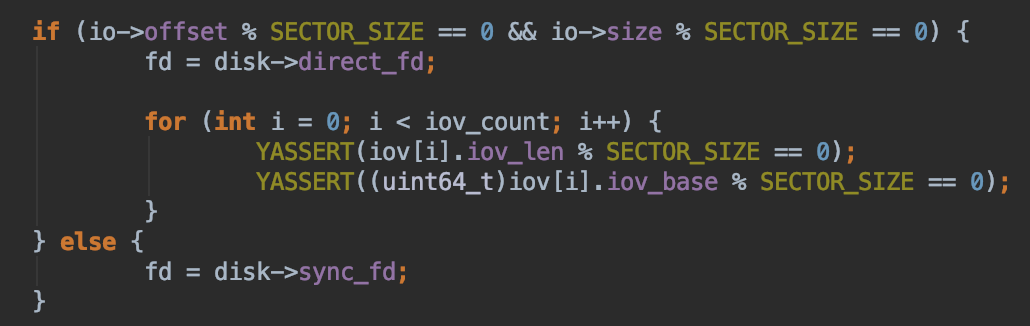 if (io->offset % SECTOR_SIZE == 0 && io->size % SECTOR_SIZE == 0) {
        fd = disk->direct_fd;

        for (int i = 0; i < iov_count; i++) {
                YASSERT(iov[i].iov_len % SECTOR_SIZE == 0);
                YASSERT((uint64_t)iov[i].iov_base % SECTOR_SIZE == 0);
        }
} else {
        fd = disk->sync_fd;
}